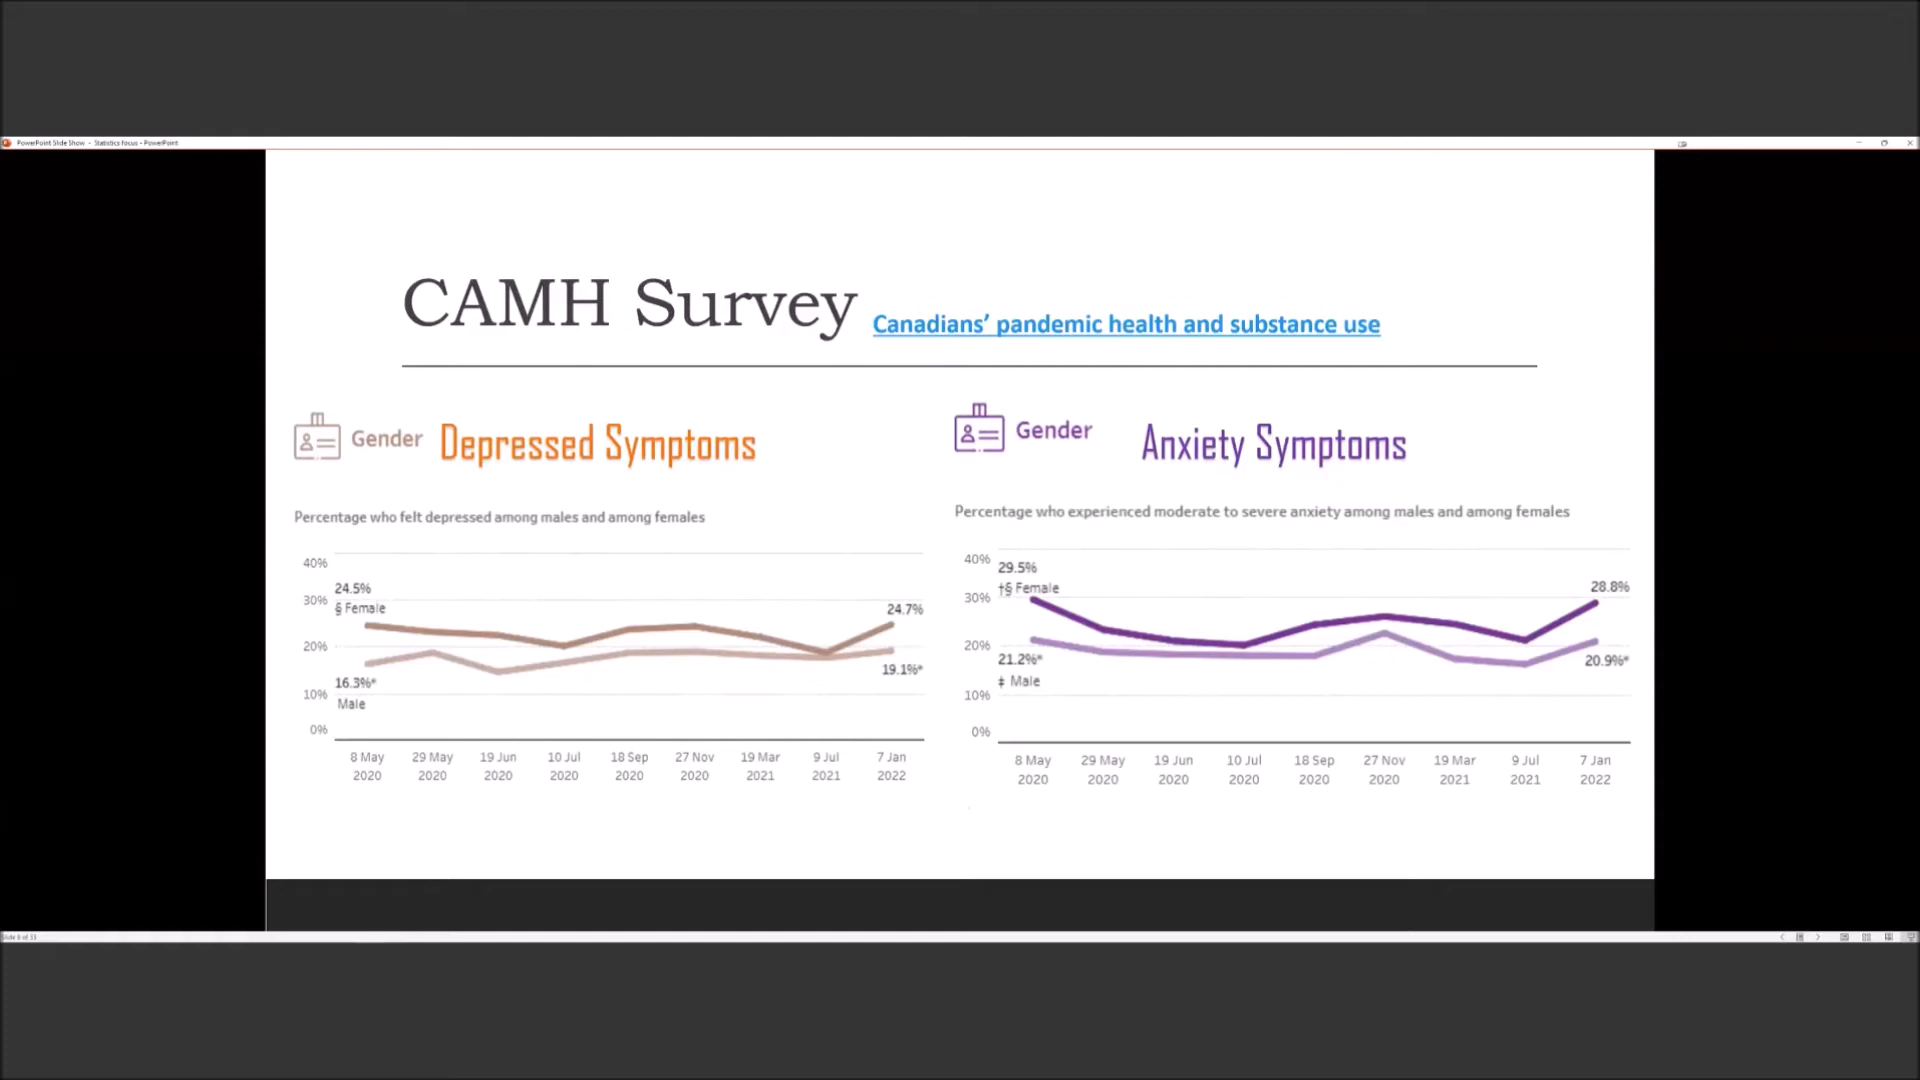 PowerPoint Slide Show - Statistics focus - PowerPoint
CAMH Survey Canadians’ pandemic health and substance use
Gender Depressed Symptoms
Percentage who felt depressed among males and among females
40%
30%
20%
10%
0%
24.5%
§ Female
16.3%*
Male
24.7%
19.1%*
8 May 29 May 19 Jun 10 Jul 18 Sep 27 Nov 19 Mar 9 Jul 7 Jan
2020 2020 2020 2020 2020 2020 2021 2021 2022
Gender Anxiety Symptoms
Percentage who experienced moderate to severe anxiety among males and among females
40%
30%
20%
10%
0%
29.5%
†§ Female
21.2%*
‡ Male
28.8%
20.9%*
8 May 29 May 19 Jun 10 Jul 18 Sep 27 Nov 19 Mar 9 Jul 7 Jan
2020 2020 2020 2020 2020 2020 2021 2021 2022